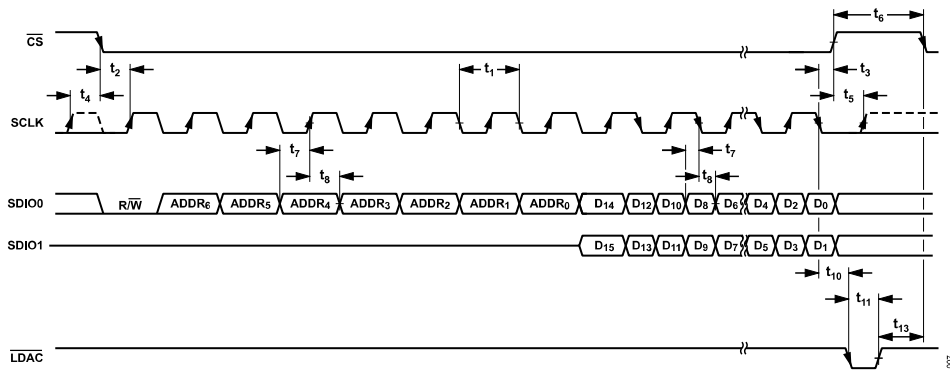 t6
CS
t2
t1
t3
t4
t5
SCLK
t7
t7
t8
t8
SDIO0
R/W
ADDR6
ADDR5
ADDR4
ADDR3
ADDR2
ADDR1
ADDR0
D14
D12
D10
D8
D6
D4
D2
D0
SDIO1
D15
D13
D11
D9
D7
D5
D3
D1
t10
t11
t13
LDAC